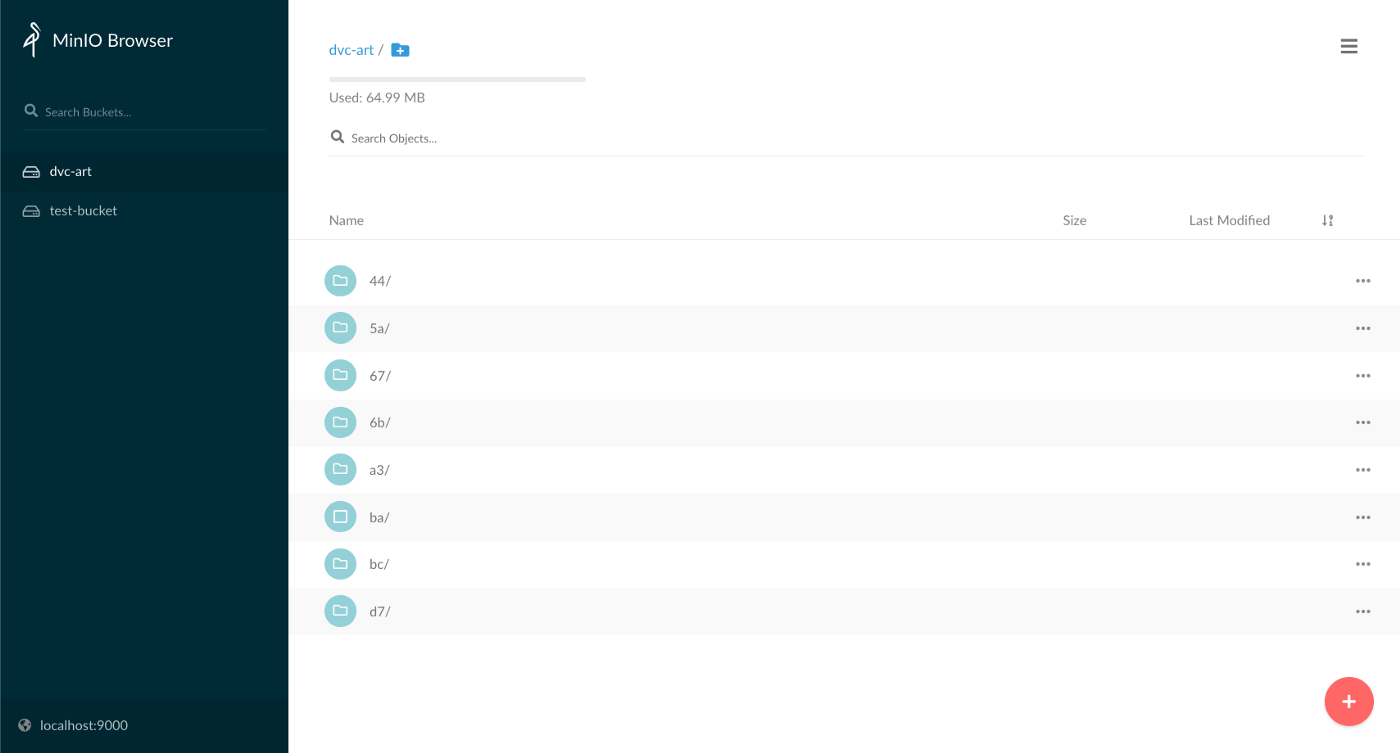 MinIO Browser
Search Buckets...
dvc-art
test-bucket
localhost:9000
dvc-art /
Used: 64.99 MB
Search Objects...
Name Size Last Modified
44/
5a/
67/
6b/
a3/
ba/
bc/
d7/